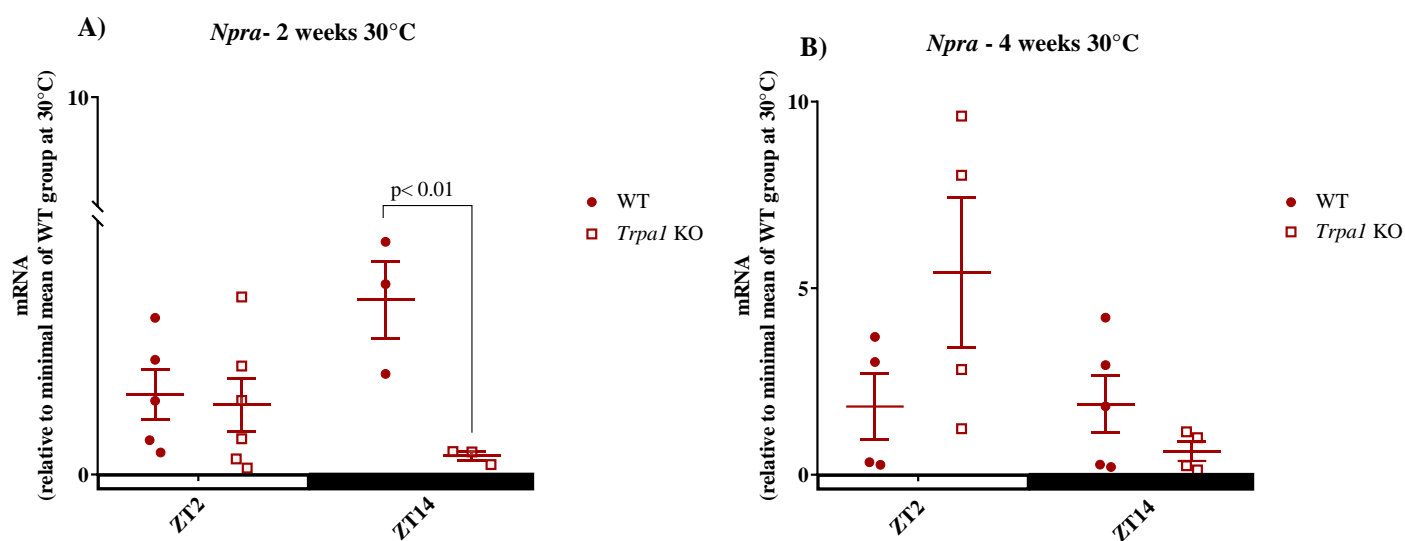 A)
Npra- 2 weeks 30°C
mRNA
(relative to minimal mean of WT group at 30°C)
10
0
p< 0.01
WT
Trpa1 KO
ZT2
ZT14
B)
Npra - 4 weeks 30°C
mRNA
(relative to minimal mean of WT group at 30°C)
10
5
0
WT
Trpa1 KO
ZT2
ZT14